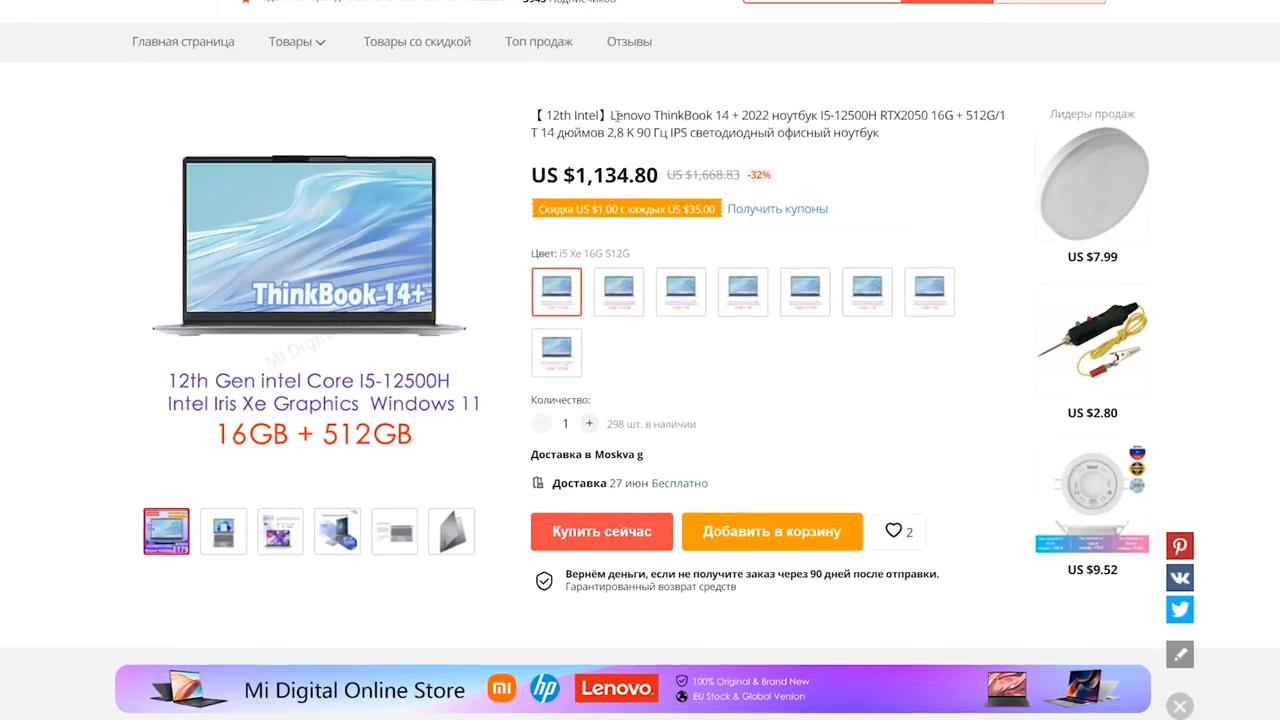 Главная страница
Товары
Товары со скидкой
Топ продаж
Отзывы
【 12th Intel】Lenovo ThinkBook 14 + 2022 ноутбук I5-12500H RTX2050 16G + 512G/1
T 14 дюймов 2,8 K 90 Гц IPS светодиодный офисный ноутбук
US $1,134.80 US $1,668.83 -32%
Скидка US $1.00 с каждых US $35.00 Получить купоны
Цвет: i5 Xe 16G 512G
ThinkBook 14+
Mi Digital
12th Gen intel Core I5-12500H
Intel Iris Xe Graphics Windows 11
16GB + 512GB
Количество:
1 + 298 шт. в наличии
Доставка в Moskva g
Доставка 27 июн Бесплатно
Купить сейчас
Добавить в корзину
2
Вернём деньги, если не получите заказ через 90 дней после отправки.
Гарантированный возврат средств
Лидеры продаж
US $7.99
US $2.80
US $9.52
Mi Digital Online Store
mi
hp
Lenovo
100% Original & Brand New
EU Stock & Global Version